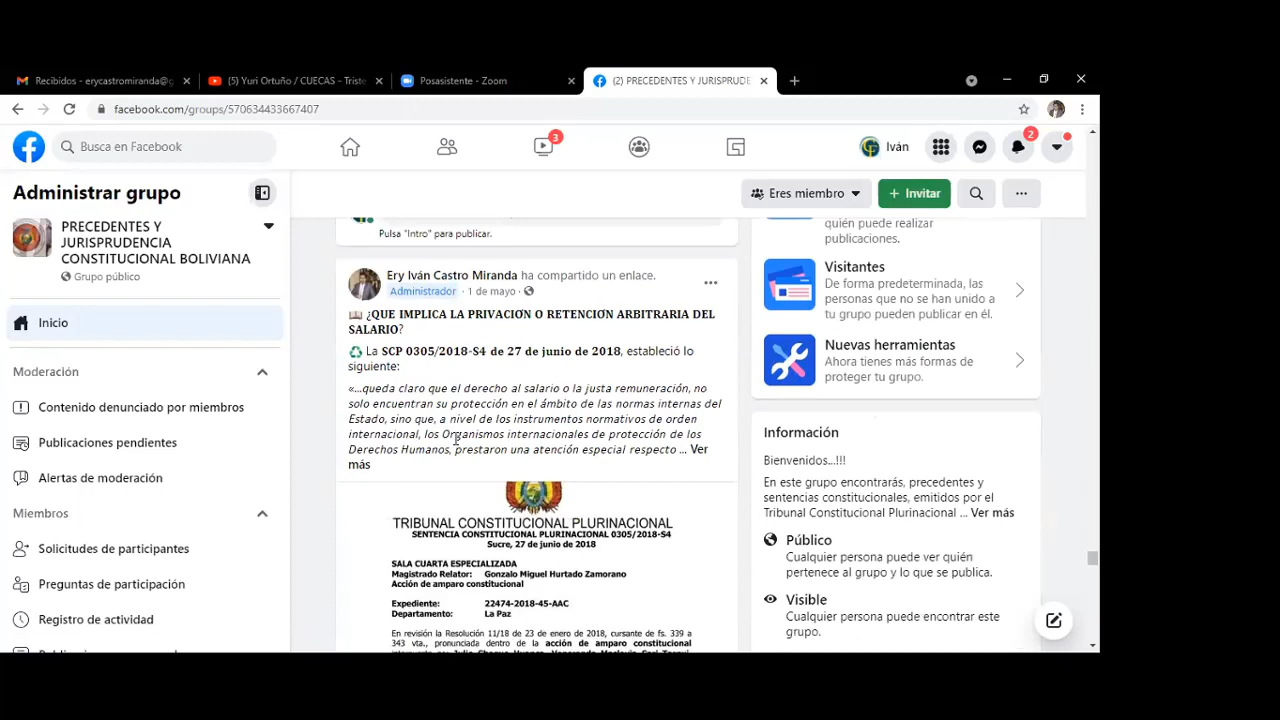 Recibidos - erycastromiranda@g
(5) Yuri Ortuño / CUECAS - Triste
Posasistente - Zoom
(2) PRECEDENTES Y JURISPRUDE
facebook.com/groups/570634433667407
Busca en Facebook
3
Iván
2
Administrar grupo
PRECEDENTES Y
JURISPRUDENCIA
CONSTITUCIONAL BOLIVIANA
Grupo público
Inicio
Moderación
Contenido denunciado por miembros
Publicaciones pendientes
Alertas de moderación
Miembros
Solicitudes de participantes
Preguntas de participación
Registro de actividad
Eres miembro
+ Invitar
Pulsa "Intro" para publicar.
Ery Iván Castro Miranda ha compartido un enlace.
Administrador · 1 de mayo ·
¿QUE IMPLICA LA PRIVACION O RETENCION ARBITRARIA DEL
SALARIO?
La SCP 0305/2018-S4 de 27 de junio de 2018, estableció lo
siguiente:
«...queda claro que el derecho al salario o la justa remuneración, no
solo encuentran su protección en el ámbito de las normas internas del
Estado, sino que, a nivel de los instrumentos normativos de orden
internacional, los Organismos internacionales de protección de los
Derechos Humanos, prestaron una atención especial respecto ... Ver
más
TRIBUNAL CONSTITUCIONAL PLURINACIONAL
SENTENCIA CONSTITUCIONAL PLURINACIONAL 0305/2018-S4
Sucre, 27 de junio de 2018
SALA CUARTA ESPECIALIZADA
Magistrado Relator: Gonzalo Miguel Hurtado Zamorano
Acción de amparo constitucional
Expediente: 22474-2018-45-AAC
Departamento: La Paz
En revisión la Resolución 11/18 de 23 de enero de 2018, cursante de fs. 339 a
343 vta., pronunciada dentro de la acción de amparo constitucional
quién puede realizar
publicaciones.
Visitantes
De forma predeterminada, las
personas que no se han unido a
tu grupo pueden publicar en él.
Nuevas herramientas
Ahora tienes más formas de
proteger tu grupo.
Información
Bienvenidos...!!!
En este grupo encontrarás, precedentes y
sentencias constitucionales, emitidos por el
Tribunal Constitucional Plurinacional ... Ver más
Público
Cualquier persona puede ver quién
pertenece al grupo y lo que se publica.
Visible
Cualquier persona puede encontrar este
grupo.